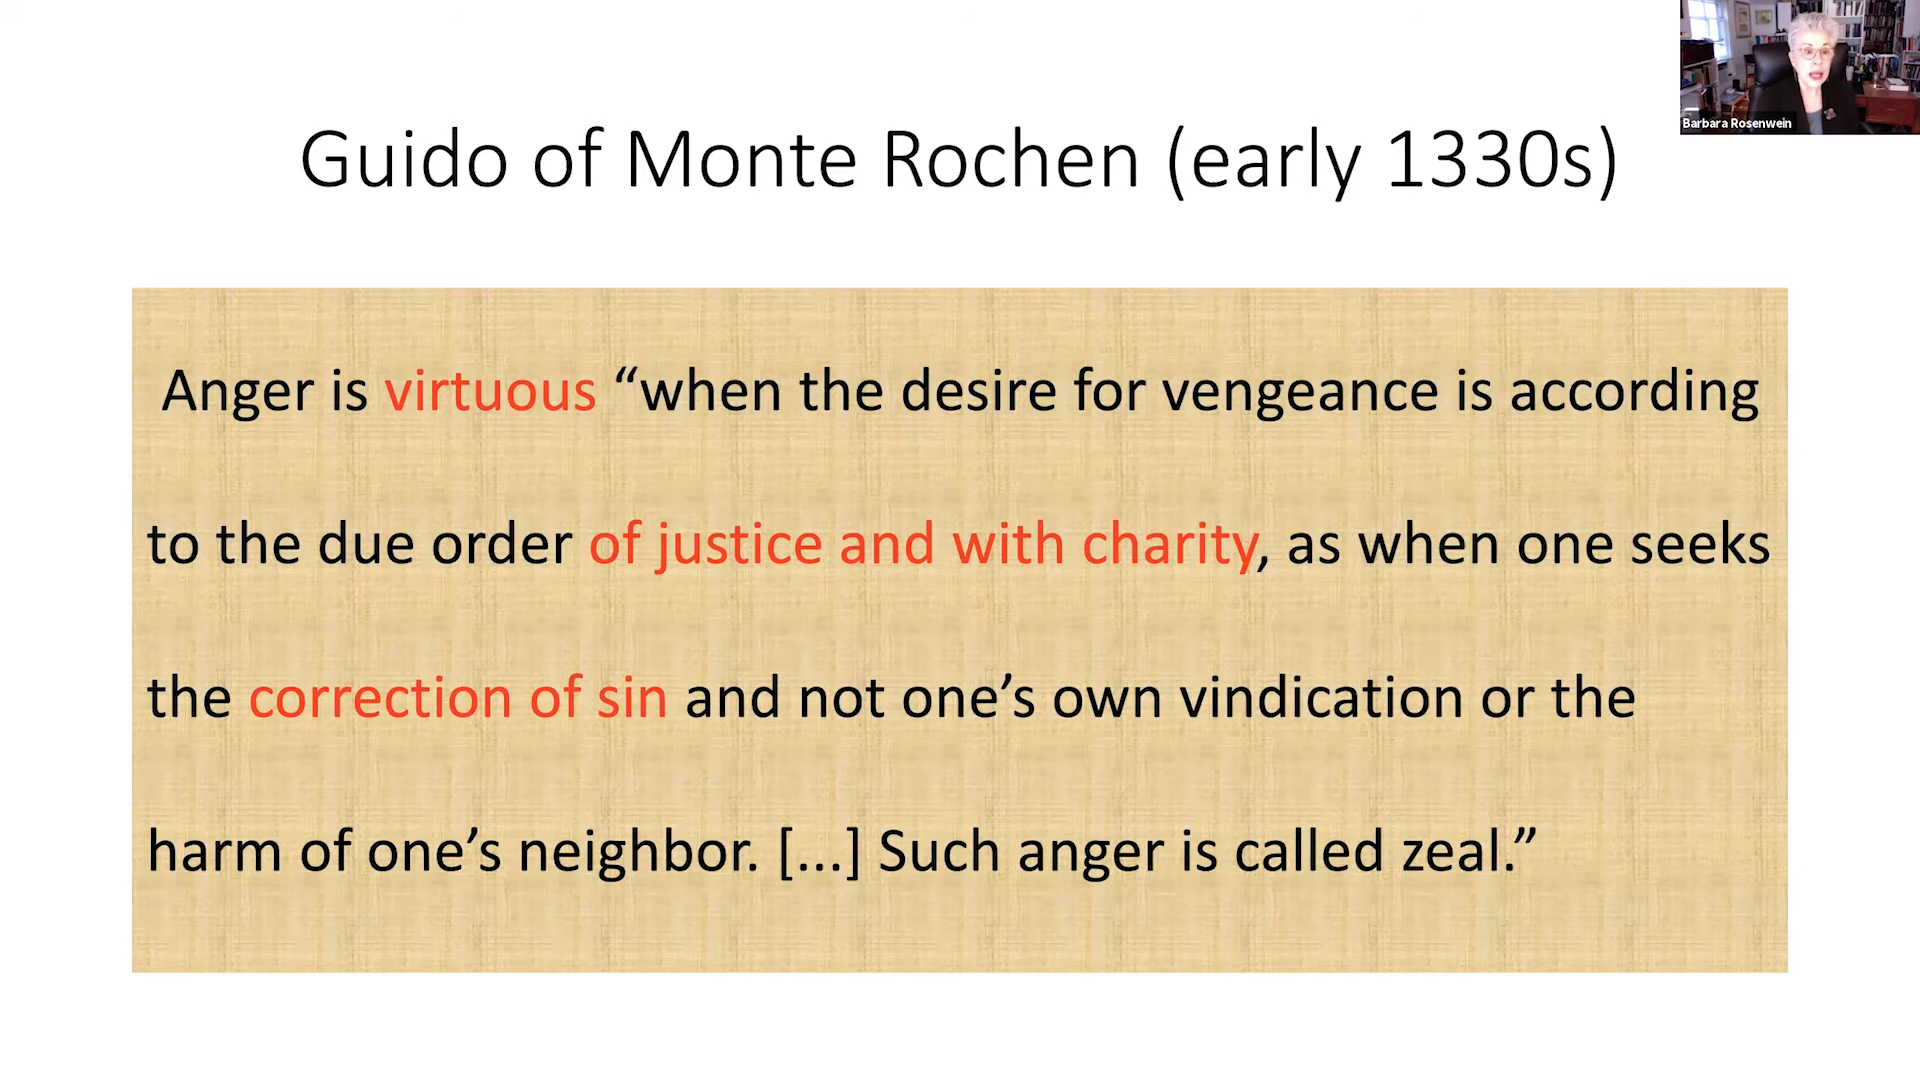 Barbara Rosenwein
Guido of Monte Rochen (early 1330s)
Anger is virtuous “when the desire for vengeance is according
to the due order of justice and with charity, as when one seeks
the correction of sin and not one’s own vindication or the
harm of one’s neighbor. [...] Such anger is called zeal.”